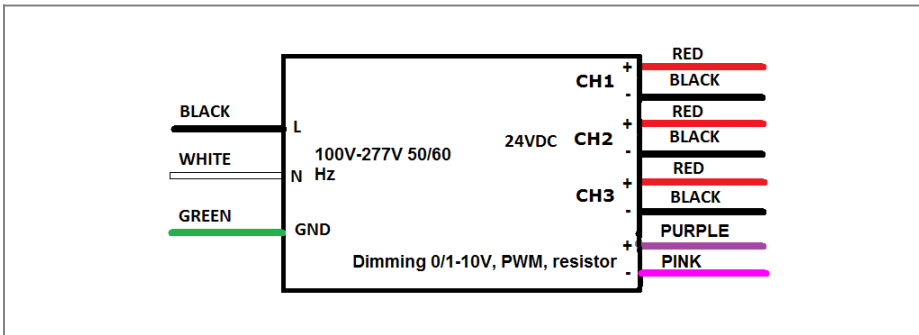 RED
+
CH1
BLACK
-
BLACK
L
RED
+
24VDC
CH2
BLACK
-
WHITE
N
100V-277V 50/60
Hz
RED
+
CH3
BLACK
-
GREEN
GND
PURPLE
+
Dimming 0/1-10V, PWM, resistor
-
PINK